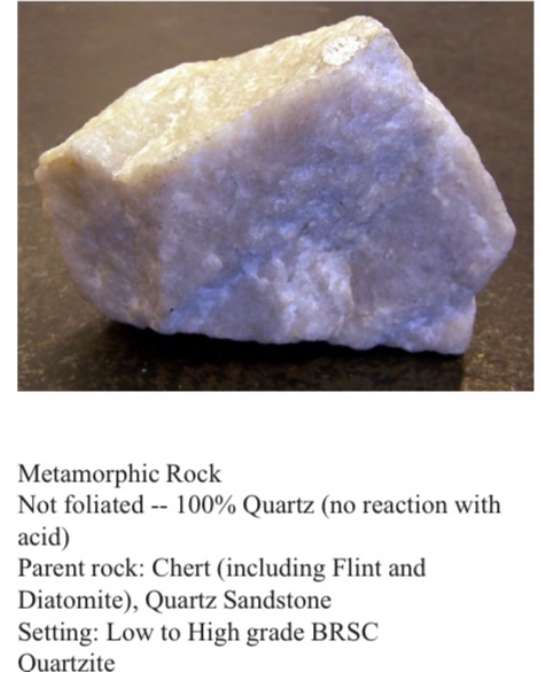 Metamorphic Rock
Not foliated -- 100% Quartz (no reaction with
acid)
Parent rock: Chert (including Flint and
Diatomite), Quartz Sandstone
Setting: Low to High grade BRSC
Quartzite